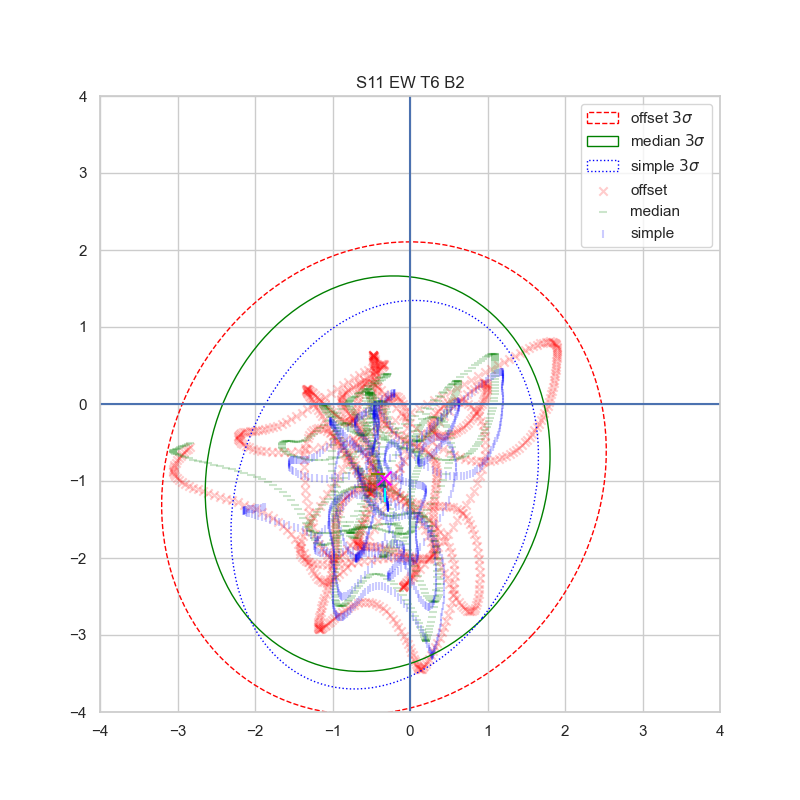 S11 EW T6 B2
4
3
2
1
0
−1
−2
−3
−4
−4
−3
−2
−1
0
1
2
3
4
offset 3σ
median 3σ
simple 3σ
offset
median
simple